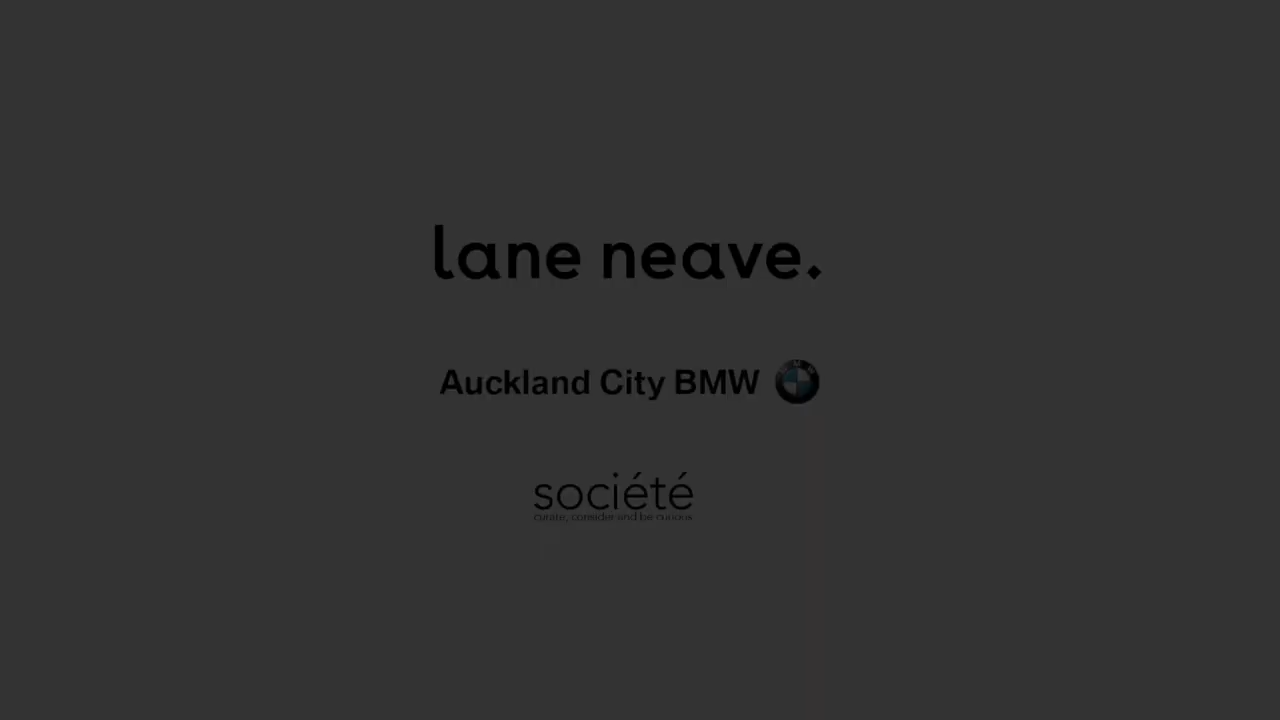 lane neave.
Auckland City BMW
société
curate, consider and be curious